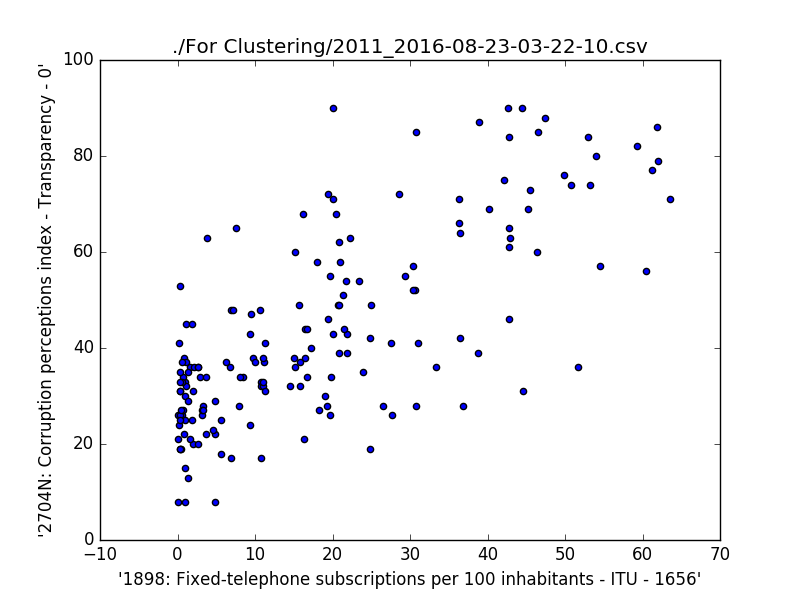 ./For Clustering/2011_2016-08-23-03-22-10.csv
'2704N: Corruption perceptions index - Transparency - 0'
100
80
60
40
20
0
−10 0 10 20 30 40 50 60 70
'1898: Fixed-telephone subscriptions per 100 inhabitants - ITU - 1656'